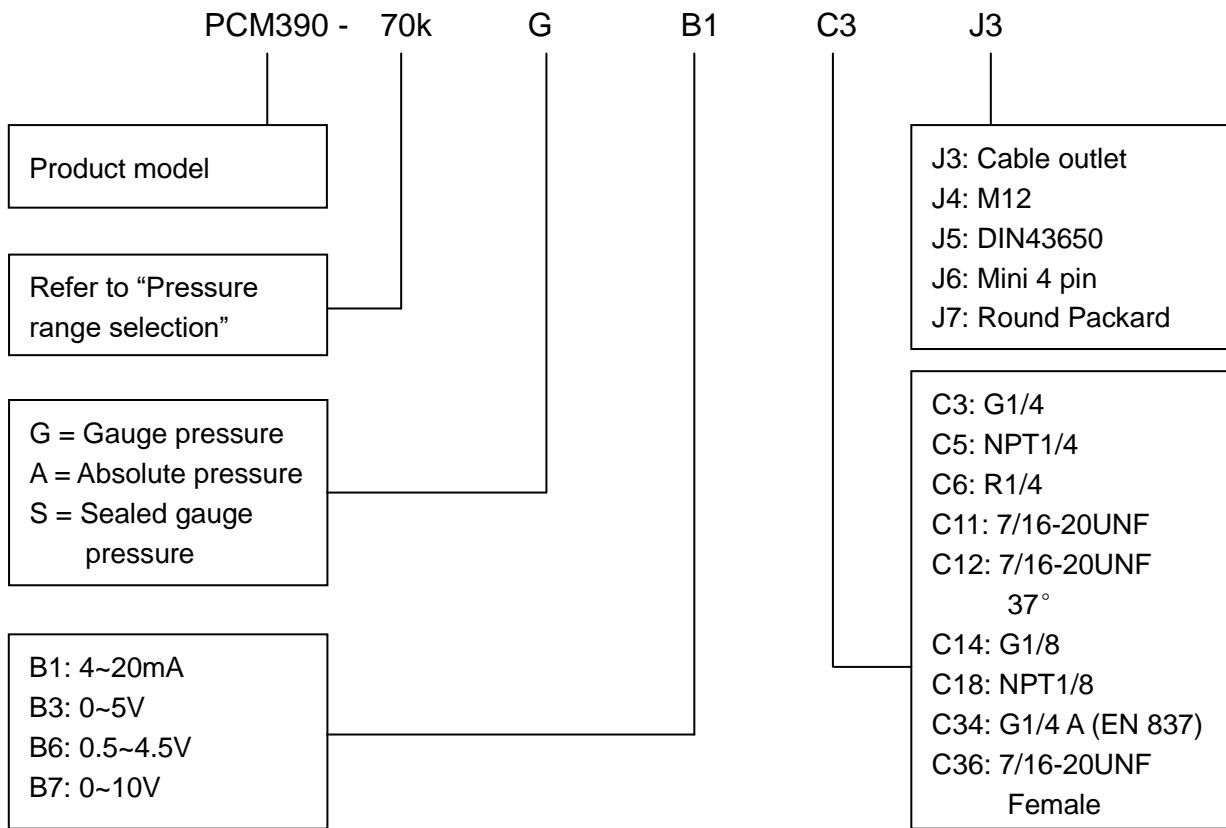 PCM390 - 70k G B1 C3 J3
Product model
Refer to “Pressure
range selection”
G = Gauge pressure
A = Absolute pressure
S = Sealed gauge
pressure
B1: 4~20mA
B3: 0~5V
B6: 0.5~4.5V
B7: 0~10V
J3: Cable outlet
J4: M12
J5: DIN43650
J6: Mini 4 pin
J7: Round Packard
C3: G1/4
C5: NPT1/4
C6: R1/4
C11: 7/16-20UNF
C12: 7/16-20UNF
37°
C14: G1/8
C18: NPT1/8
C34: G1/4 A (EN 837)
C36: 7/16-20UNF
Female